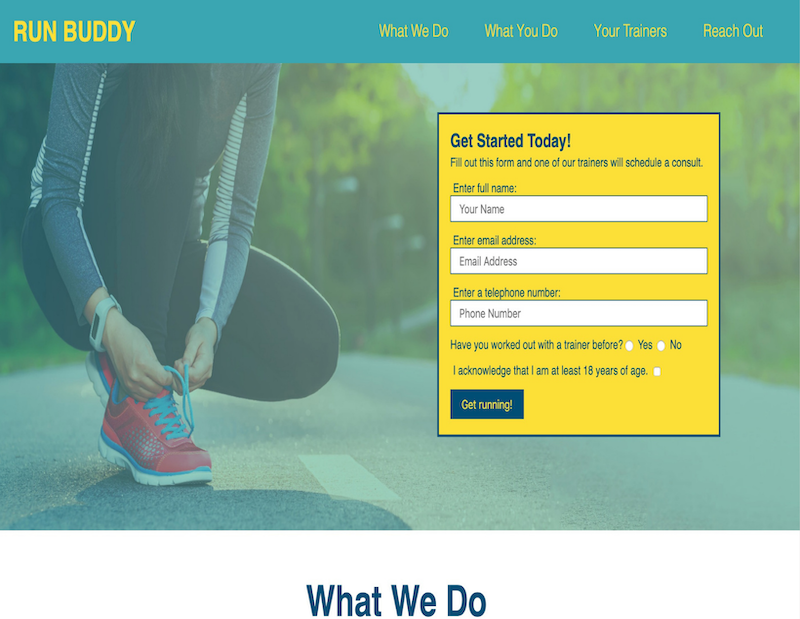 RUN BUDDY
What We Do What You Do Your Trainers Reach Out
Get Started Today!
Fill out this form and one of our trainers will schedule a consult.
Enter full name:
Your Name
Enter email address:
Email Address
Enter a telephone number:
Phone Number
Have you worked out with a trainer before? Yes No
I acknowledge that I am at least 18 years of age.
Get running!
What We Do